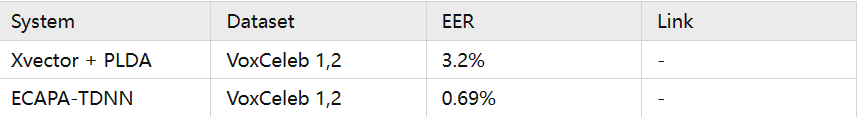 System Dataset EER Link
Xvector + PLDA VoxCeleb 1,2 3.2% -
ECAPA-TDNN VoxCeleb 1,2 0.69% -